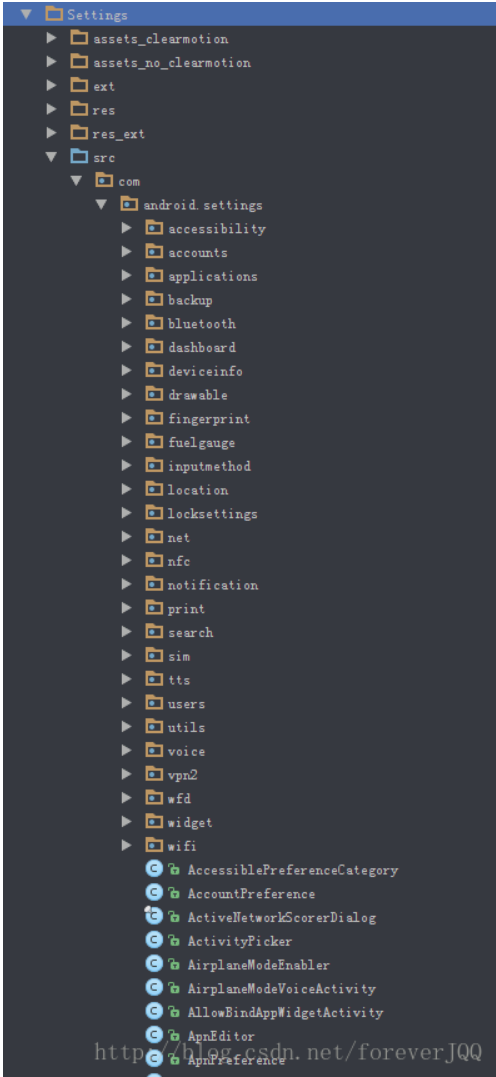 Settings
assets_clearmotion
assets_no_clearmotion
ext
res
res_ext
src
com
android.settings
accessibility
accounts
applications
backup
bluetooth
dashboard
deviceinfo
drawable
fingerprint
fuelgauge
inputmethod
location
locksettings
net
nfc
notification
print
search
sim
tts
users
utils
voice
vpn2
wfd
widget
wifi
C AccessiblePreferenceCategory
C AccountPreference
C ActiveNetworkScorerDialog
C ActivityPicker
C AirplaneModeEnabler
C AirplaneModeVoiceActivity
C AllowBindAppWidgetActivity
C ApnEditor
http://blog.csdn.net/foreverJQQ
C ApnPreference